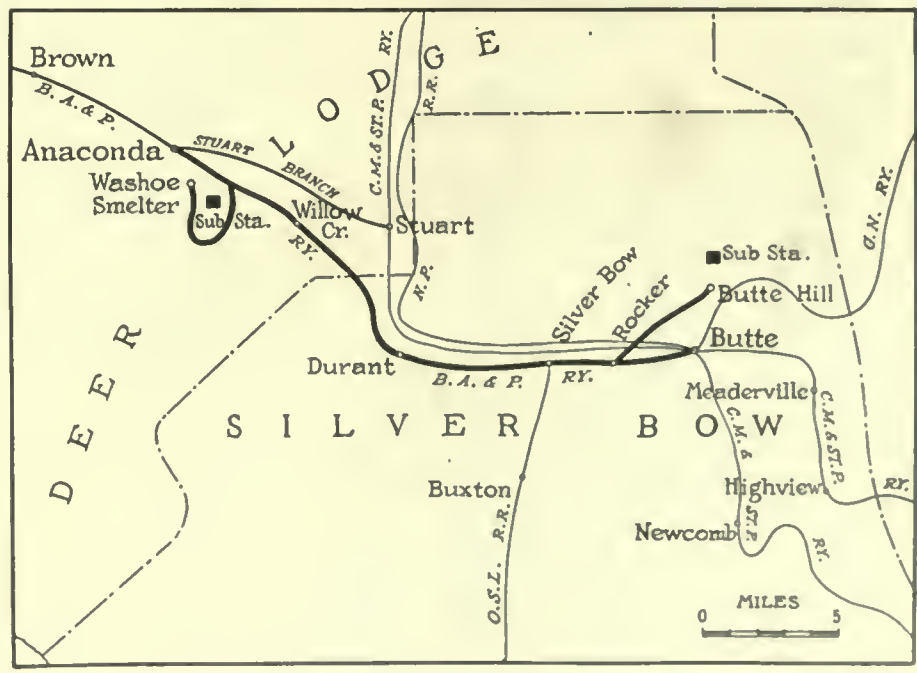 Brown
B. A. & P.
Anaconda
STUART
BRANCH
Washoe
Smelter
Sub Sta.
Willow
Cr.
RY.
DEER
LODGE
C. M. & ST. P. RY.
N. P. R. R.
Stuart
Silver Bow
Rocker
Sub Sta.
Butte Hill
G. N. RY.
Butte
Durant
B. A. & P. RY.
Meaderville
SILVER BOW
C. M. & ST. P. RY.
C. M. & ST. P. RY.
Buxton
Highview
Newcomb
O. S. L. R. R.
MILES
0 5